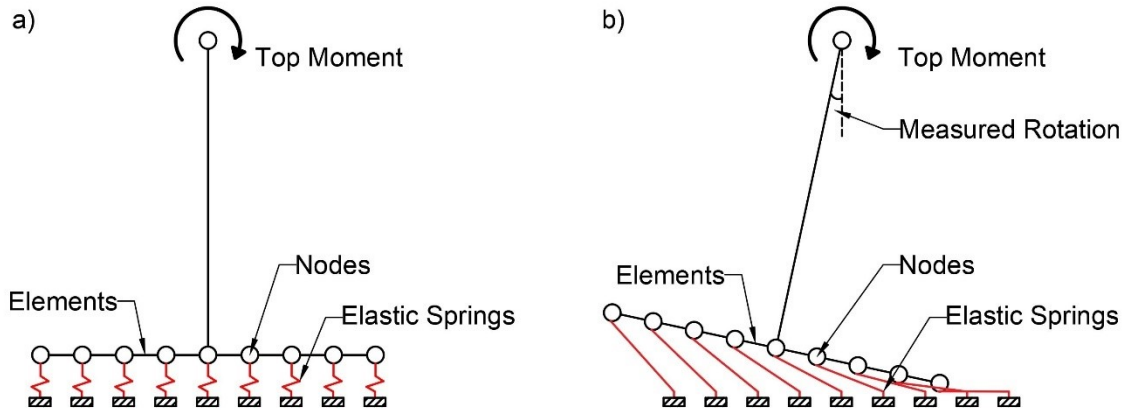 a)
Top Moment
Nodes
Elements
Elastic Springs
b)
Top Moment
Measured Rotation
Nodes
Elements
Elastic Springs